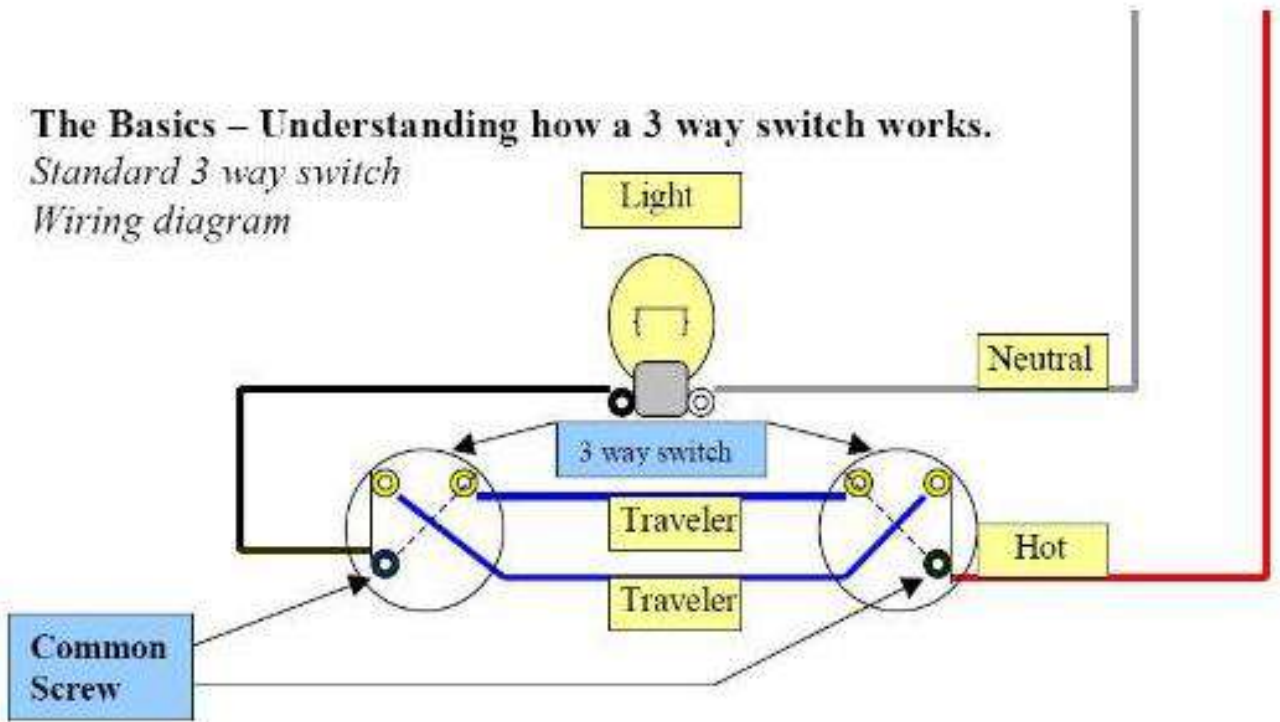 The Basics – Understanding how a 3 way switch works.
Standard 3 way switch
Wiring diagram
Light
Neutral
3 way switch
Traveler
Hot
Traveler
Common
Screw